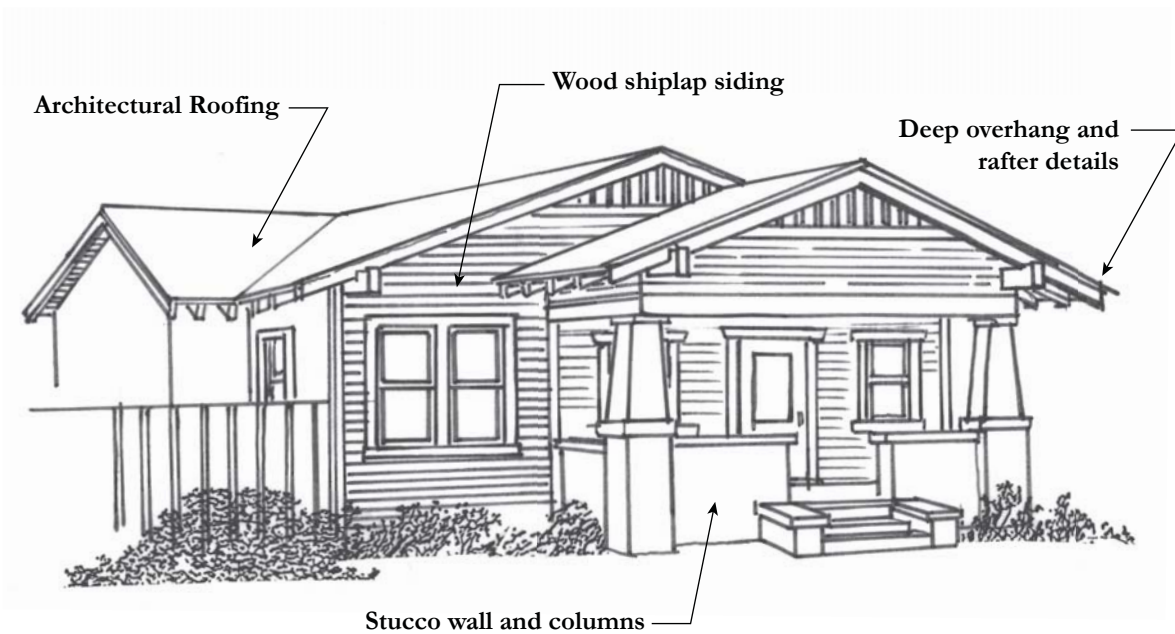 Wood shiplap siding
Architectural Roofing
Deep overhang and
rafter details
Stucco wall and columns